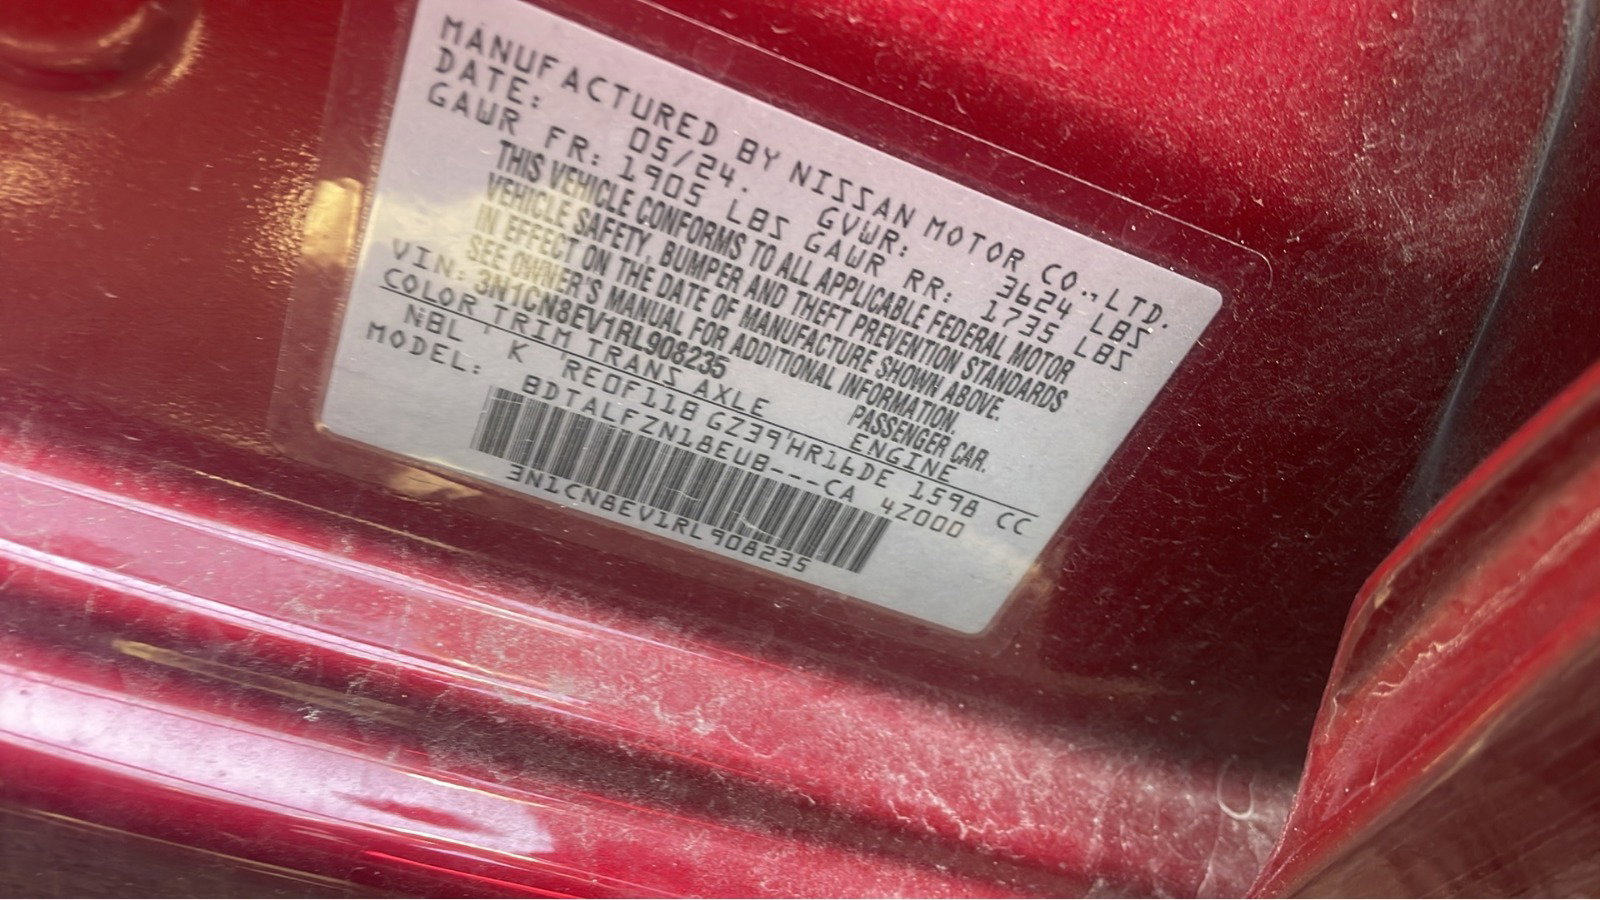 MANUFACTURED BY NISSAN MOTOR CO., LTD.
DATE: 05/24. GVWR: 3624 LBS
GAWR FR: 1905 LBS GAWR RR: 1735 LBS
THIS VEHICLE CONFORMS TO ALL APPLICABLE FEDERAL MOTOR
VEHICLE SAFETY, BUMPER AND THEFT PREVENTION STANDARDS
IN EFFECT ON THE DATE OF MANUFACTURE SHOWN ABOVE.
SEE OWNER'S MANUAL FOR ADDITIONAL INFORMATION.
VIN: 3N1CN8EV1RL908235 PASSENGER CAR.
COLOR TRIM TRANS AXLE ENGINE
NBL K RE0F11B GZ39 HR16DE 1598 CC
MODEL: BDTALFZN18EUB---CA 4Z000
3N1CN8EV1RL908235